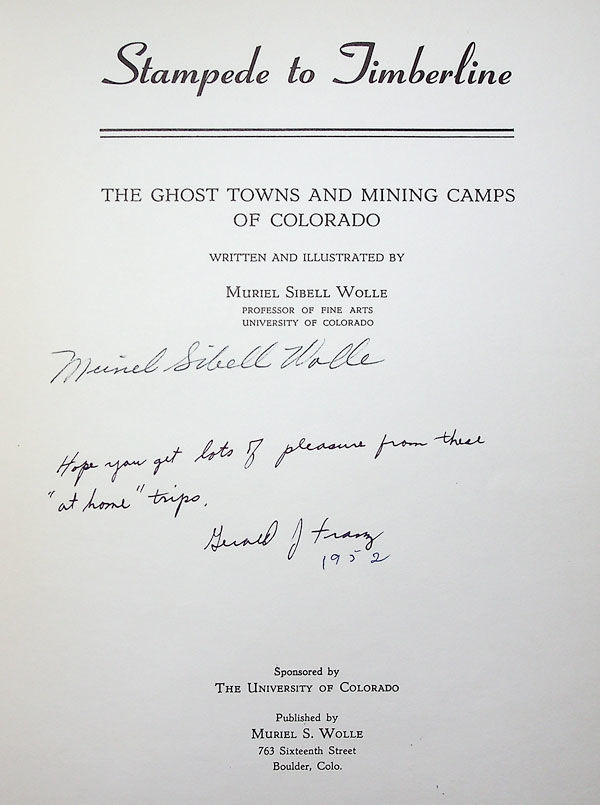 Stampede to Timberline
THE GHOST TOWNS AND MINING CAMPS
OF COLORADO
WRITTEN AND ILLUSTRATED BY
MURIEL SIBELL WOLLE
PROFESSOR OF FINE ARTS
UNIVERSITY OF COLORADO
Muriel Sibell Wolle
Hope you get lots of pleasure from these
"at home" trips.
Gerald J Franz
1952
Sponsored by
THE UNIVERSITY OF COLORADO
Published by
MURIEL S. WOLLE
763 Sixteenth Street
Boulder, Colo.